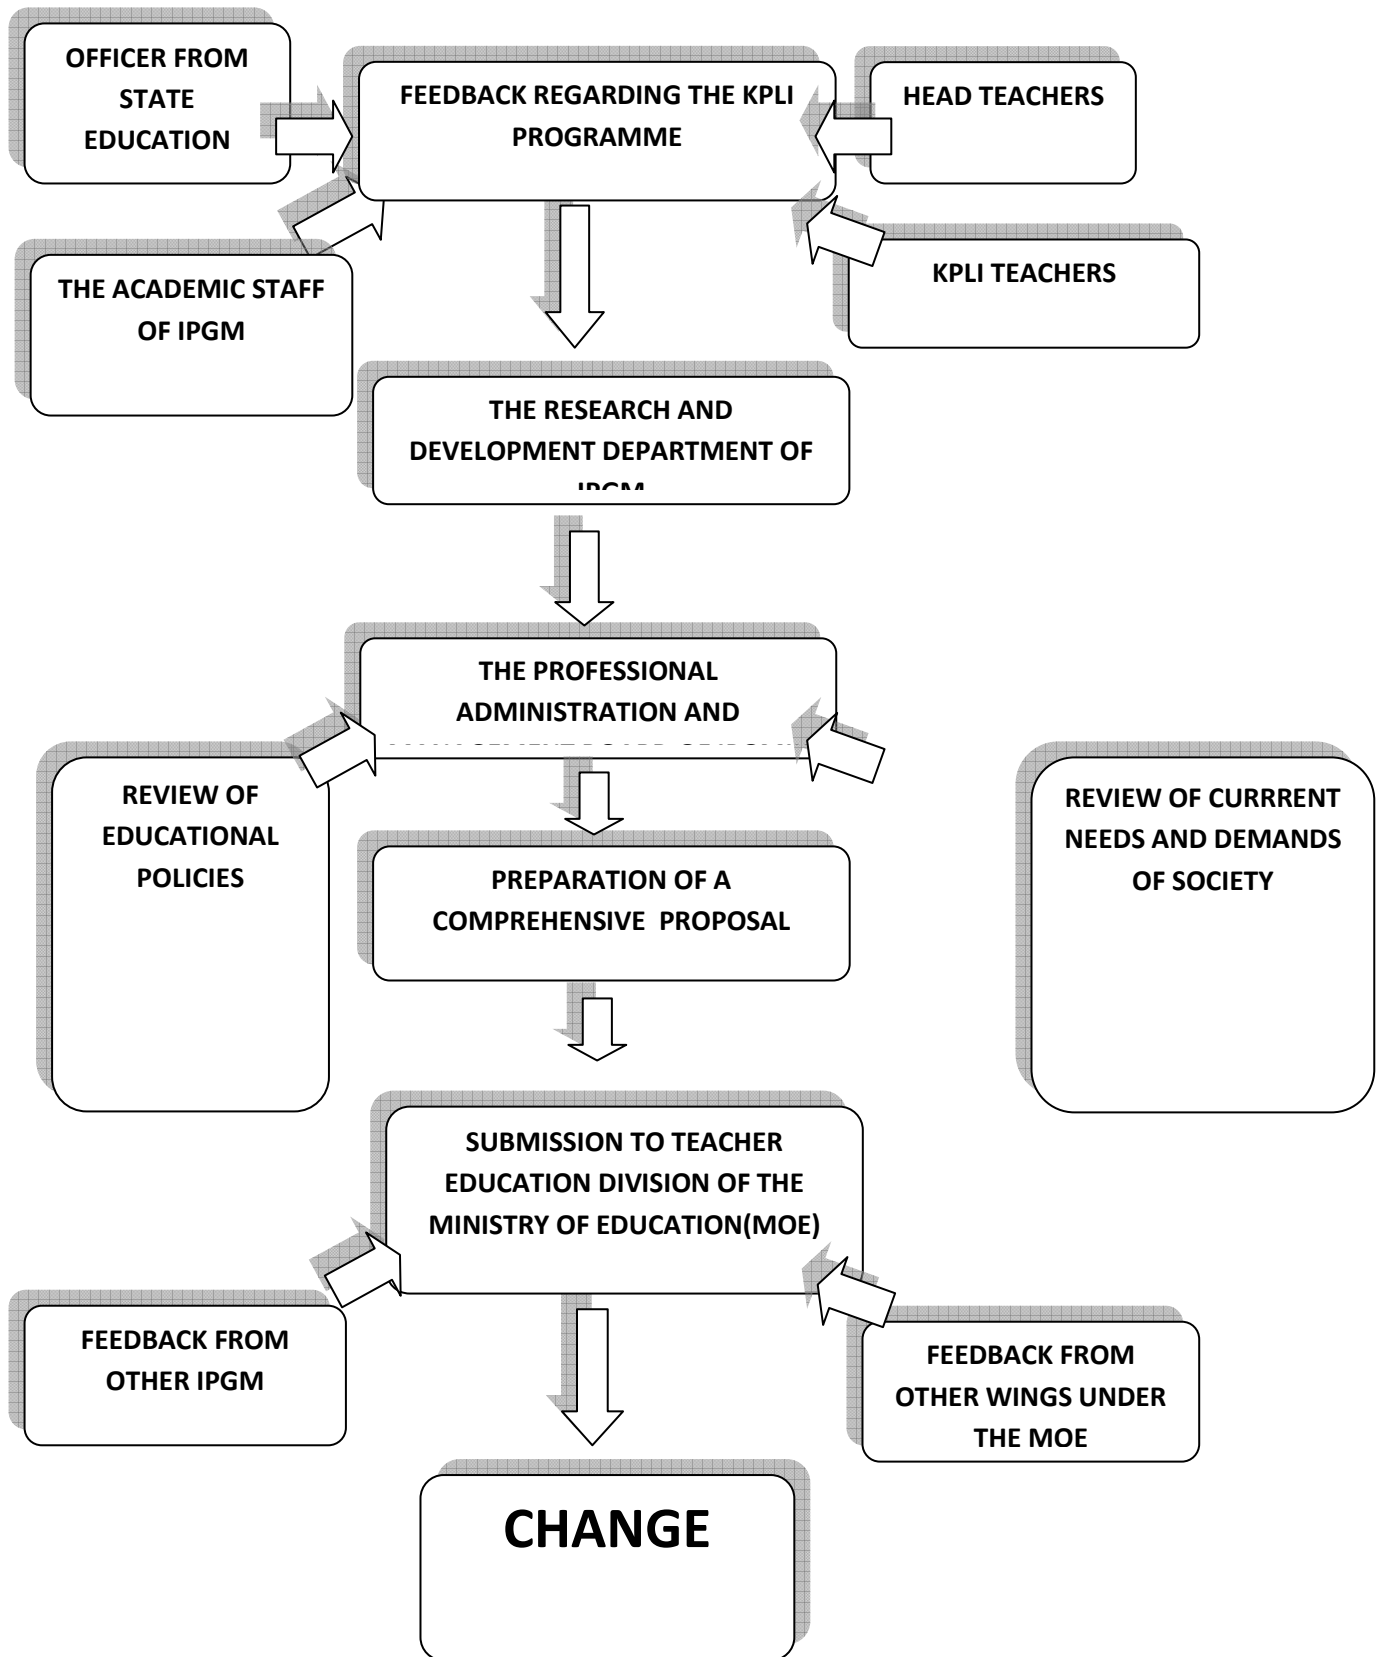 OFFICER FROM
STATE
EDUCATION
FEEDBACK REGARDING THE KPLI
PROGRAMME
HEAD TEACHERS
THE ACADEMIC STAFF
OF IPGM
KPLI TEACHERS
THE RESEARCH AND
DEVELOPMENT DEPARTMENT OF
IPGM
THE PROFESSIONAL
ADMINISTRATION AND
REVIEW OF
EDUCATIONAL
POLICIES
REVIEW OF CURRRENT
NEEDS AND DEMANDS
OF SOCIETY
PREPARATION OF A
COMPREHENSIVE PROPOSAL
SUBMISSION TO TEACHER
EDUCATION DIVISION OF THE
MINISTRY OF EDUCATION(MOE)
FEEDBACK FROM
OTHER IPGM
FEEDBACK FROM
OTHER WINGS UNDER
THE MOE
CHANGE